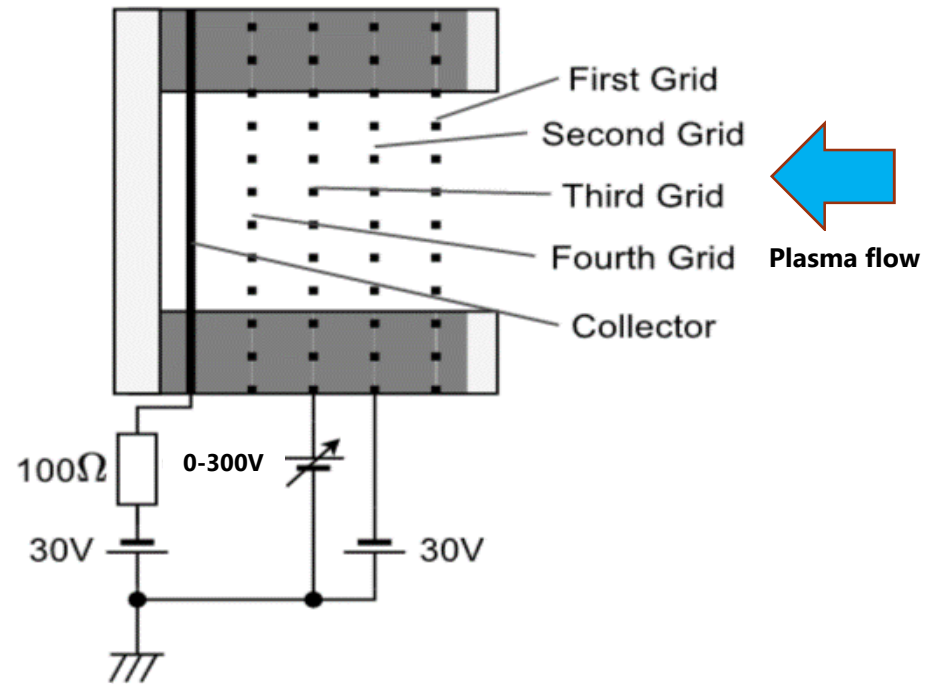 First Grid
Second Grid
Third Grid
Fourth Grid
Plasma flow
Collector
100Ω
0-300V
30V
30V